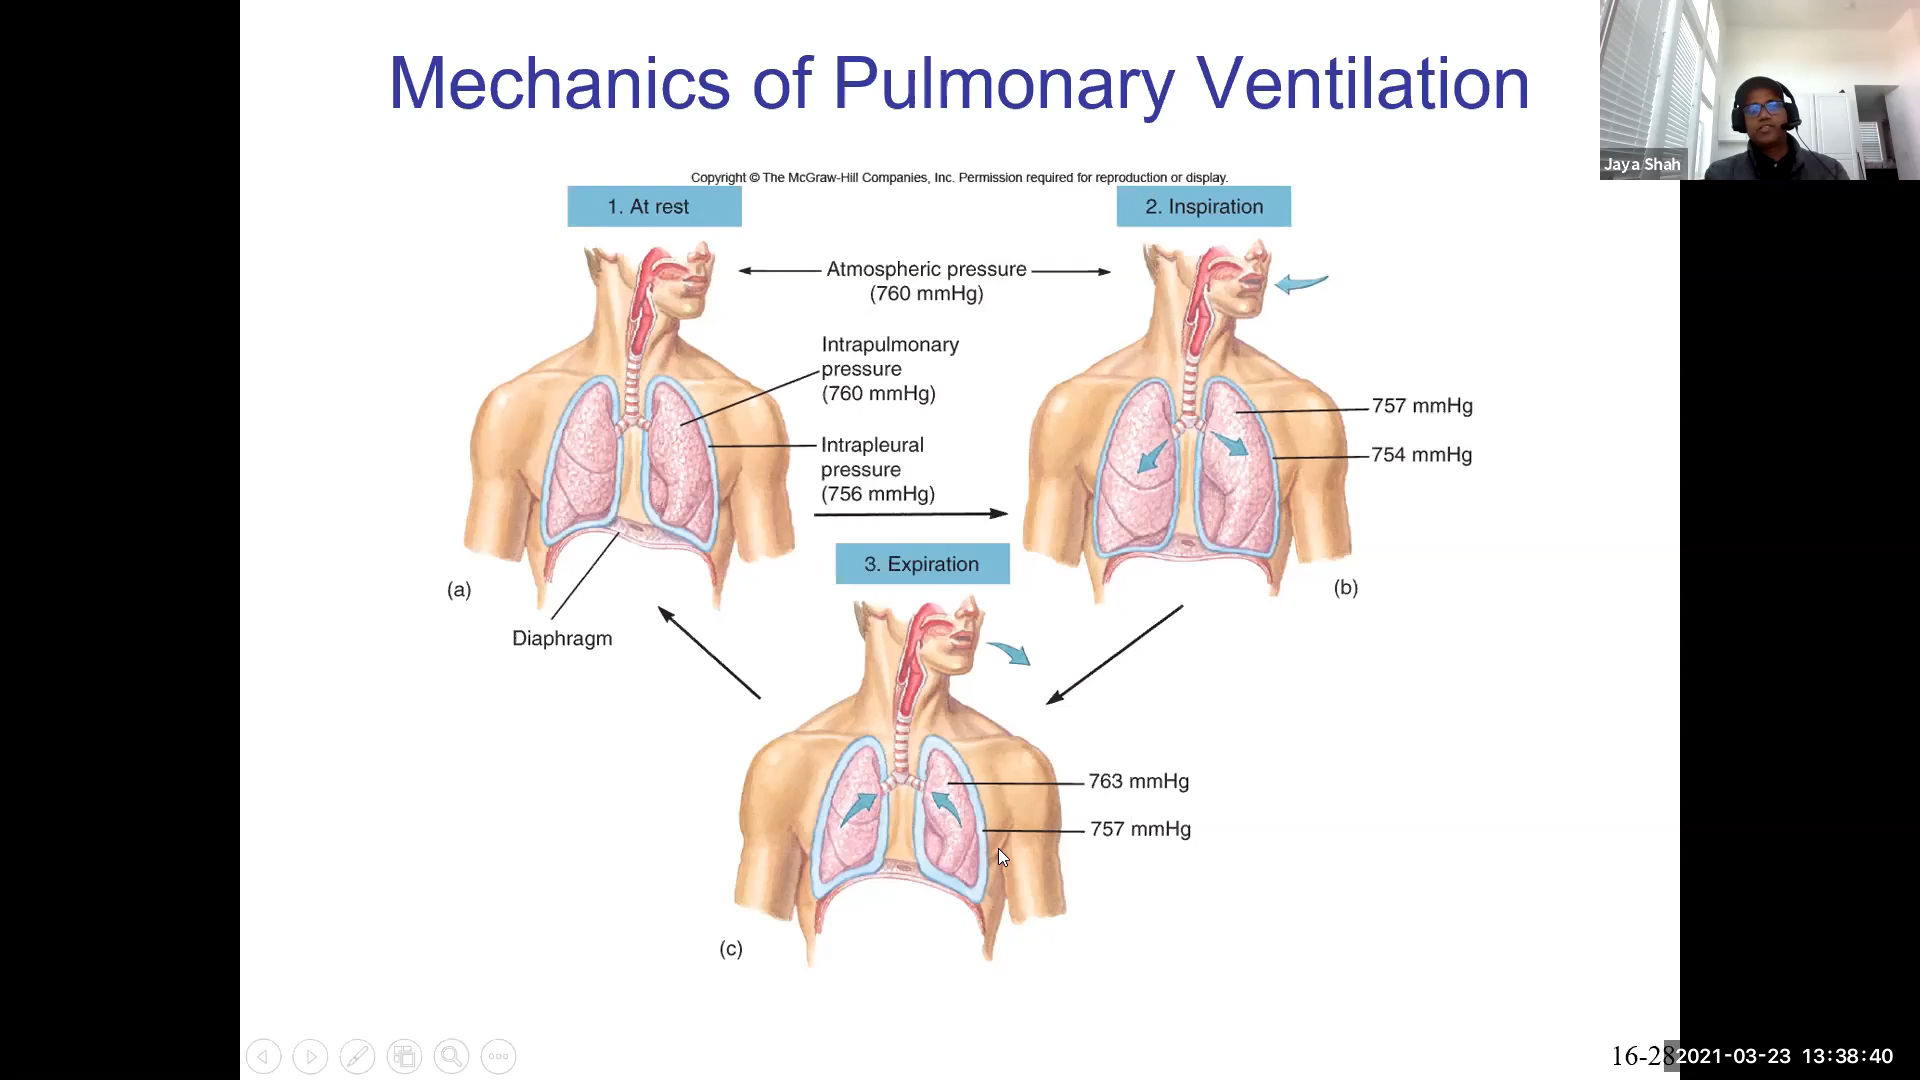 Mechanics of Pulmonary Ventilation
Jaya Shah
Copyright © The McGraw-Hill Companies, Inc. Permission required for reproduction or display.
1. At rest
2. Inspiration
Atmospheric pressure
(760 mmHg)
Intrapulmonary
pressure
(760 mmHg)
Intrapleural
pressure
(756 mmHg)
757 mmHg
754 mmHg
3. Expiration
(a)
(b)
Diaphragm
763 mmHg
757 mmHg
(c)
16-28
2021-03-23 13:38:40